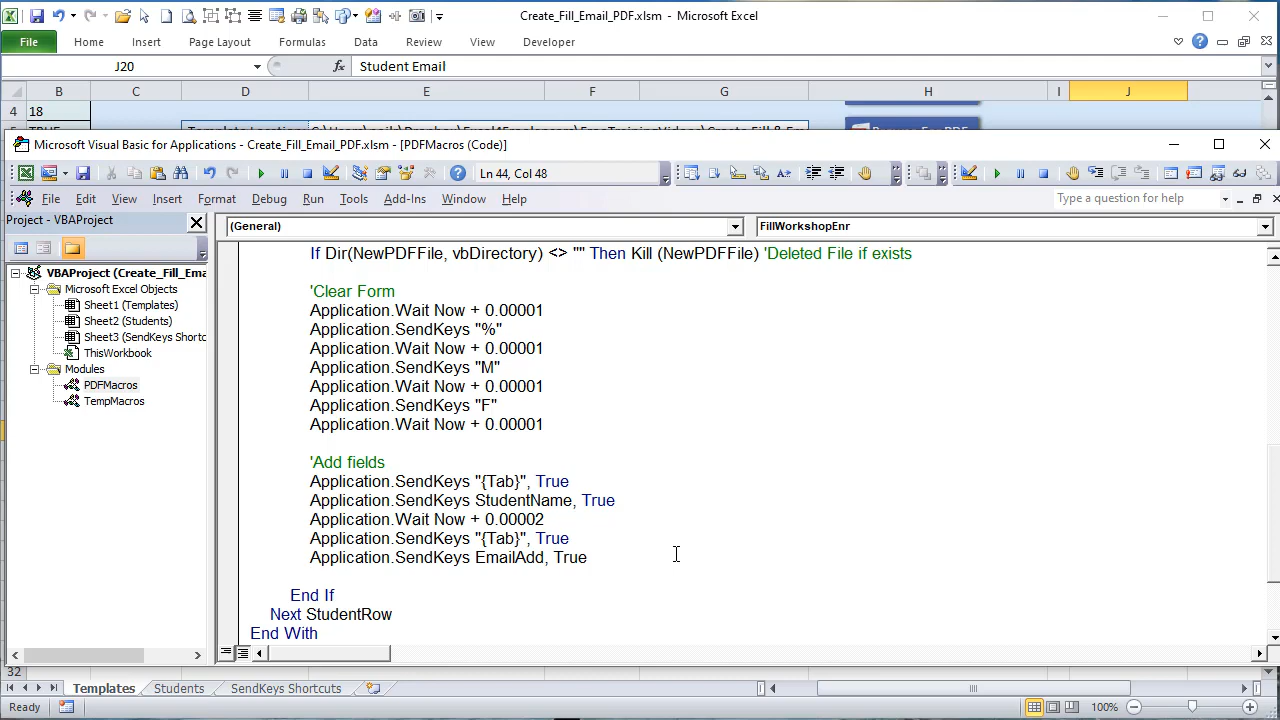 Create_Fill_Email_PDF.xlsm - Microsoft Excel
File Home Insert Page Layout Formulas Data Review View Developer
J20 fx Student Email
B C D E F G H I J
4 18
Microsoft Visual Basic for Applications - Create_Fill_Email_PDF.xlsm - [PDFMacros (Code)]
Ln 44, Col 48
File Edit View Insert Format Debug Run Tools Add-Ins Window Help Type a question for help
Project - VBAProject
(General) FillWorkshopEnr
VBAProject (Create_Fill_Ema
Microsoft Excel Objects
Sheet1 (Templates)
Sheet2 (Students)
Sheet3 (SendKeys Shortc
ThisWorkbook
Modules
PDFMacros
TempMacros
If Dir(NewPDFFile, vbDirectory) <> "" Then Kill (NewPDFFile) 'Deleted File if exists
'Clear Form
Application.Wait Now + 0.00001
Application.SendKeys "%"
Application.Wait Now + 0.00001
Application.SendKeys "M"
Application.Wait Now + 0.00001
Application.SendKeys "F"
Application.Wait Now + 0.00001
'Add fields
Application.SendKeys "{Tab}", True
Application.SendKeys StudentName, True
Application.Wait Now + 0.00002
Application.SendKeys "{Tab}", True
Application.SendKeys EmailAdd, True
End If
Next StudentRow
End With
32
Templates Students SendKeys Shortcuts
Ready 100%